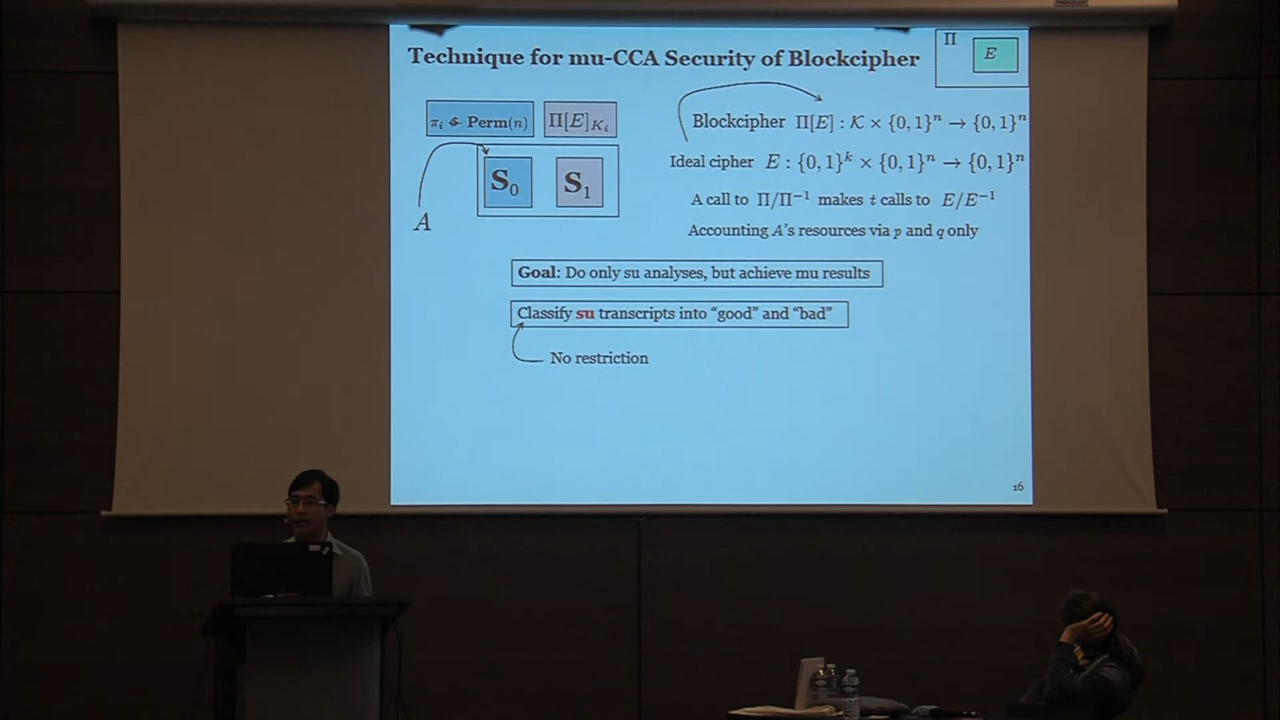 Technique for mu-CCA Security of Blockcipher
Π
E
πᵢ ←$ Perm(n)
Π[E]_{Kᵢ}
Blockcipher Π[E] : 𝒦 × {0, 1}ⁿ → {0, 1}ⁿ
S₀
S₁
Ideal cipher E : {0, 1}ᵏ × {0, 1}ⁿ → {0, 1}ⁿ
A call to Π/Π⁻¹ makes t calls to E/E⁻¹
A
Accounting A's resources via p and q only
Goal: Do only su analyses, but achieve mu results
Classify su transcripts into “good” and “bad”
No restriction
16